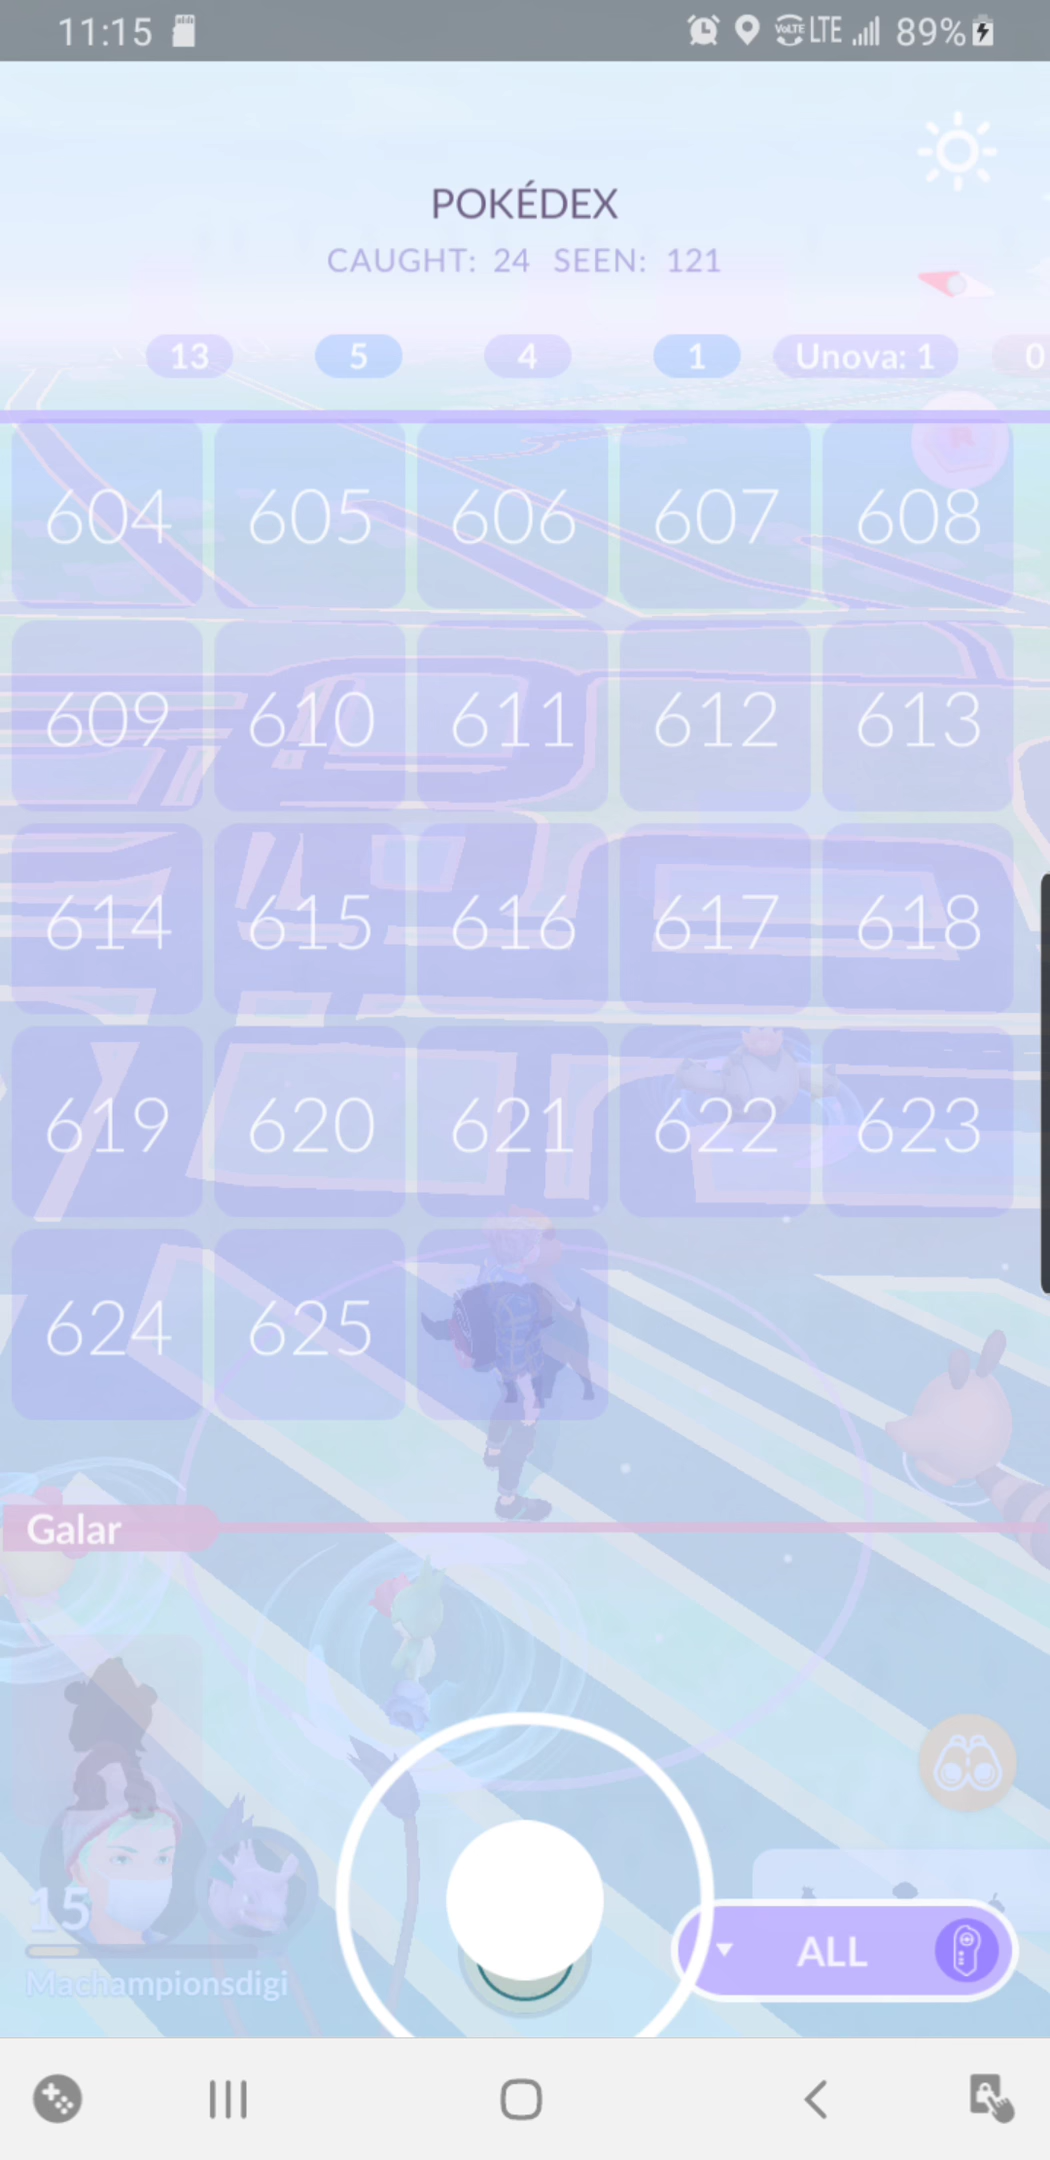 11:15 VoLTE LTE 89%
POKÉDEX
CAUGHT: 24 SEEN: 121
13 5 4 1 Unova: 1 0
604 605 606 607 608
609 610 611 612 613
614 615 616 617 618
619 620 621 622 623
624 625
Galar
15
ALL
Machampionsdigi